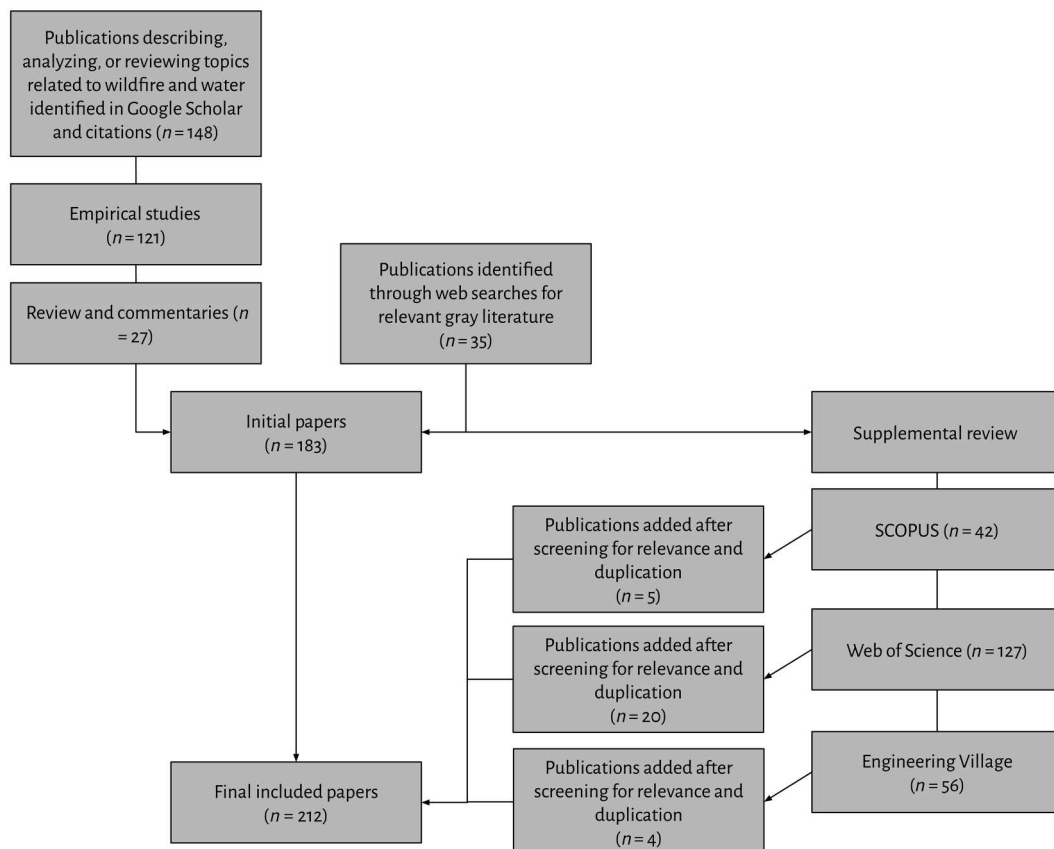 Publications describing,
analyzing, or reviewing topics
related to wildfire and water
identified in Google Scholar
and citations (n = 148)
Empirical studies
(n = 121)
Review and commentaries (n
= 27)
Publications identified
through web searches for
relevant gray literature
(n = 35)
Initial papers
(n = 183)
Supplemental review
SCOPUS (n = 42)
Publications added after
screening for relevance and
duplication
(n = 5)
Web of Science (n = 127)
Publications added after
screening for relevance and
duplication
(n = 20)
Engineering Village
(n = 56)
Publications added after
screening for relevance and
duplication
(n = 4)
Final included papers
(n = 212)